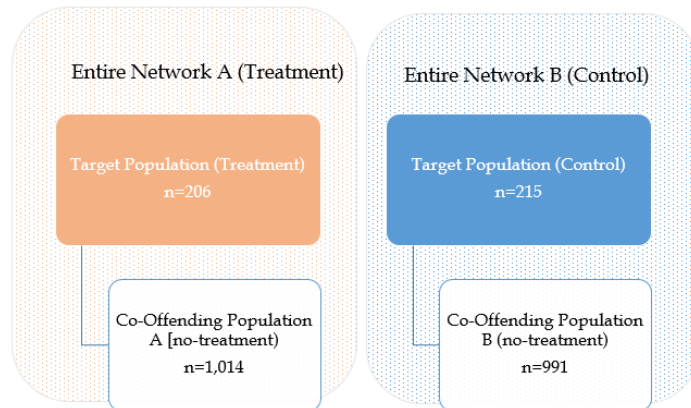 Entire Network A (Treatment)
Target Population (Treatment)
n=206
Co-Offending Population
A [no-treatment)
n=1,014
Entire Network B (Control)
Target Population (Control)
n=215
Co-Offending Population
B (no-treatment)
n=991